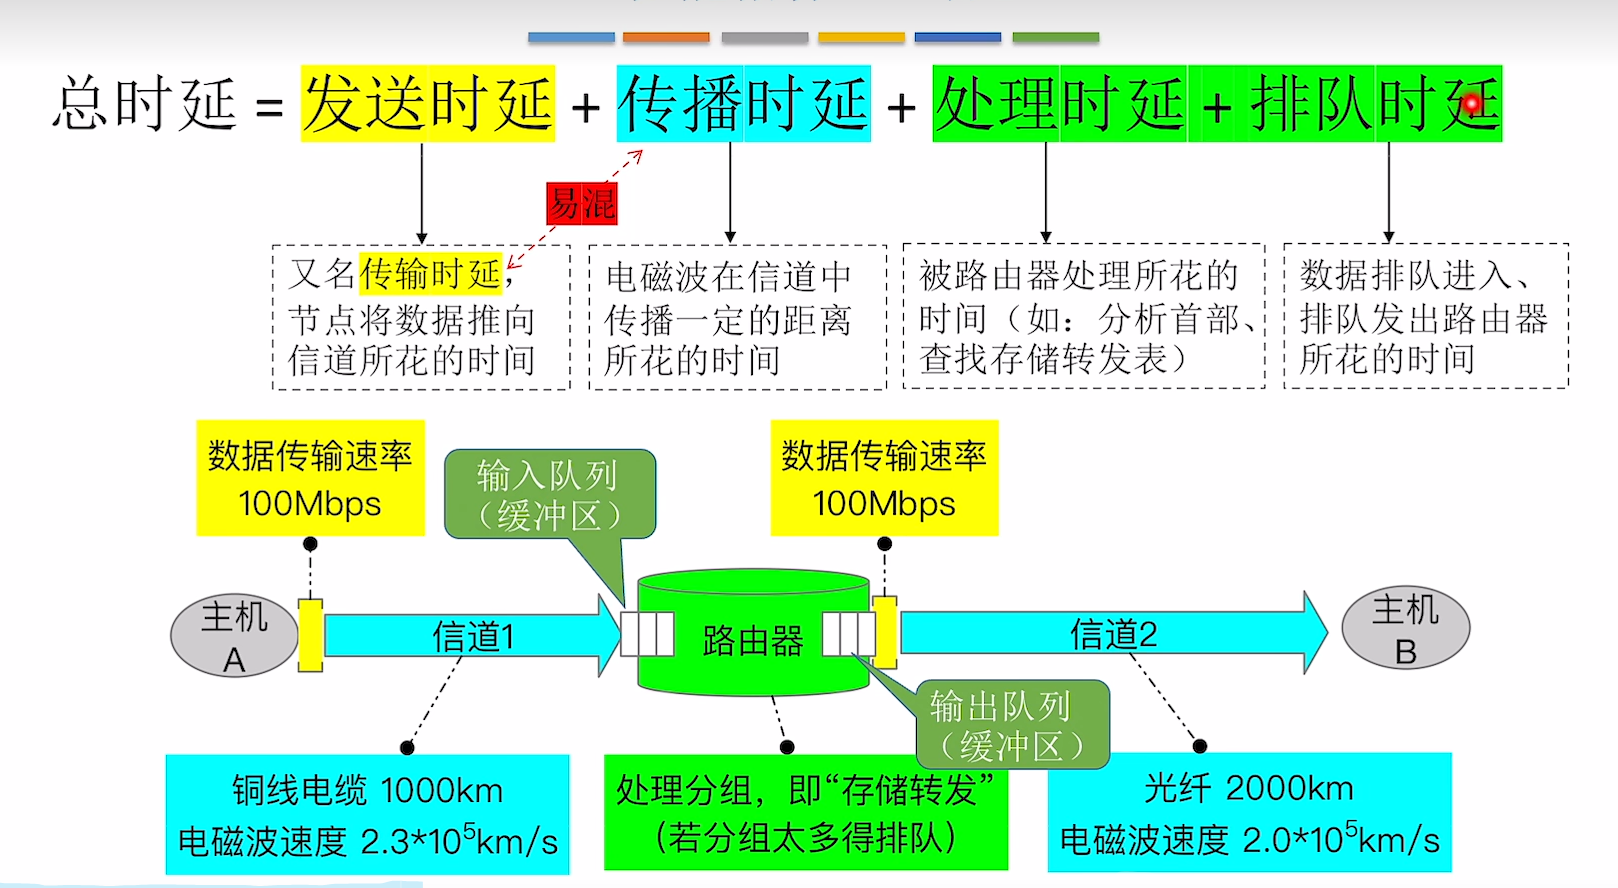 总时延 = 发送时延 + 传播时延 + 处理时延 + 排队时延
易混
又名传输时延，
节点将数据推向
信道所花的时间
电磁波在信道中
传播一定的距离
所花的时间
被路由器处理所花的
时间（如：分析首部、
查找存储转发表）
数据排队进入、
排队发出路由器
所花的时间
数据传输速率
100Mbps
输入队列
（缓冲区）
数据传输速率
100Mbps
主机
A
信道1
路由器
信道2
主机
B
输出队列
（缓冲区）
铜线电缆 1000km
电磁波速度 2.3*10⁵km/s
处理分组，即“存储转发”
（若分组太多得排队）
光纤 2000km
电磁波速度 2.0*10⁵km/s